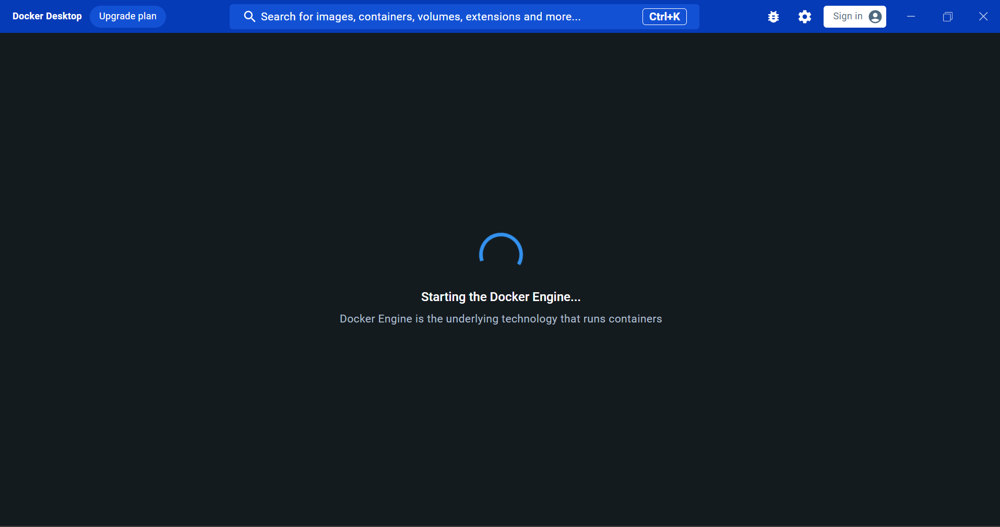 Docker Desktop
Upgrade plan
Search for images, containers, volumes, extensions and more...
Ctrl+K
Sign in
Starting the Docker Engine...
Docker Engine is the underlying technology that runs containers